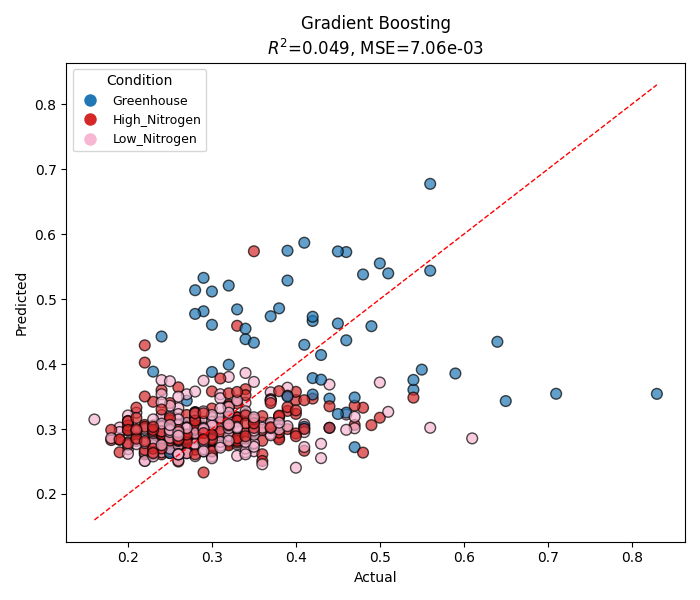 Gradient Boosting
R²=0.049, MSE=7.06e-03
Condition
Greenhouse
High_Nitrogen
Low_Nitrogen
0.8
0.7
0.6
0.5
0.4
0.3
0.2
Predicted
0.2 0.3 0.4 0.5 0.6 0.7 0.8
Actual